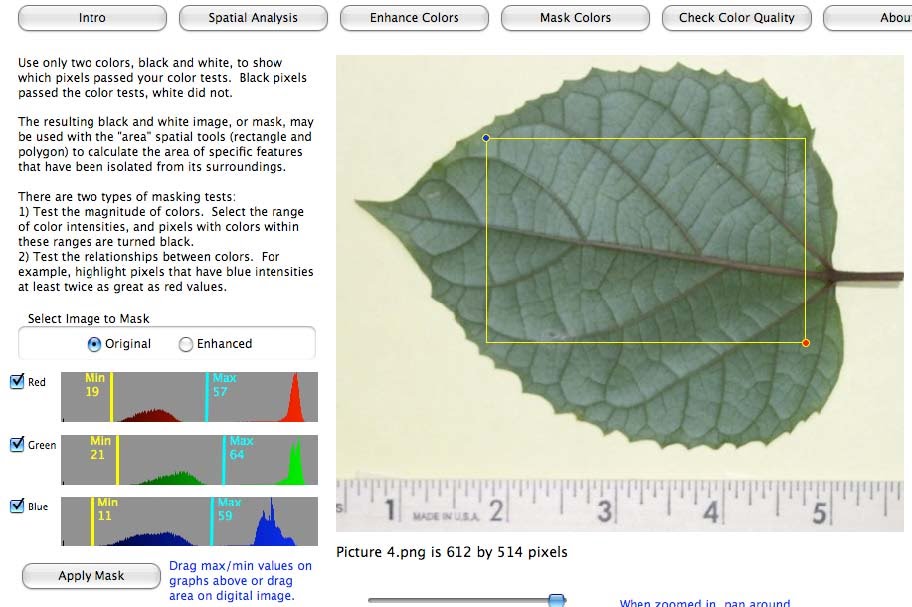 Intro
Spatial Analysis
Enhance Colors
Mask Colors
Check Color Quality
Use only two colors, black and white, to show
which pixels passed your color tests.  Black pixels
passed the color tests, white did not.
The resulting black and white image, or mask, may
be used with the "area" spatial tools (rectangle and
polygon) to calculate the area of specific features
that have been isolated from its surroundings.
There are two types of masking tests:
1) Test the magnitude of colors.  Select the range
of color intensities, and pixels with colors within
these ranges are turned black.
2) Test the relationships between colors.  For
example, highlight pixels that have blue intensities
at least twice as great as red values.
Select Image to Mask
Original
Enhanced
Red
Min
19
Max
57
Green
Min
21
Max
64
Blue
Min
11
Max
59
Apply Mask
Drag max/min values on
graphs above or drag
area on digital image.
1 MADE IN U.S.A. 2 3 4 5
Picture 4.png is 612 by 514 pixels
When zoomed in, pan around